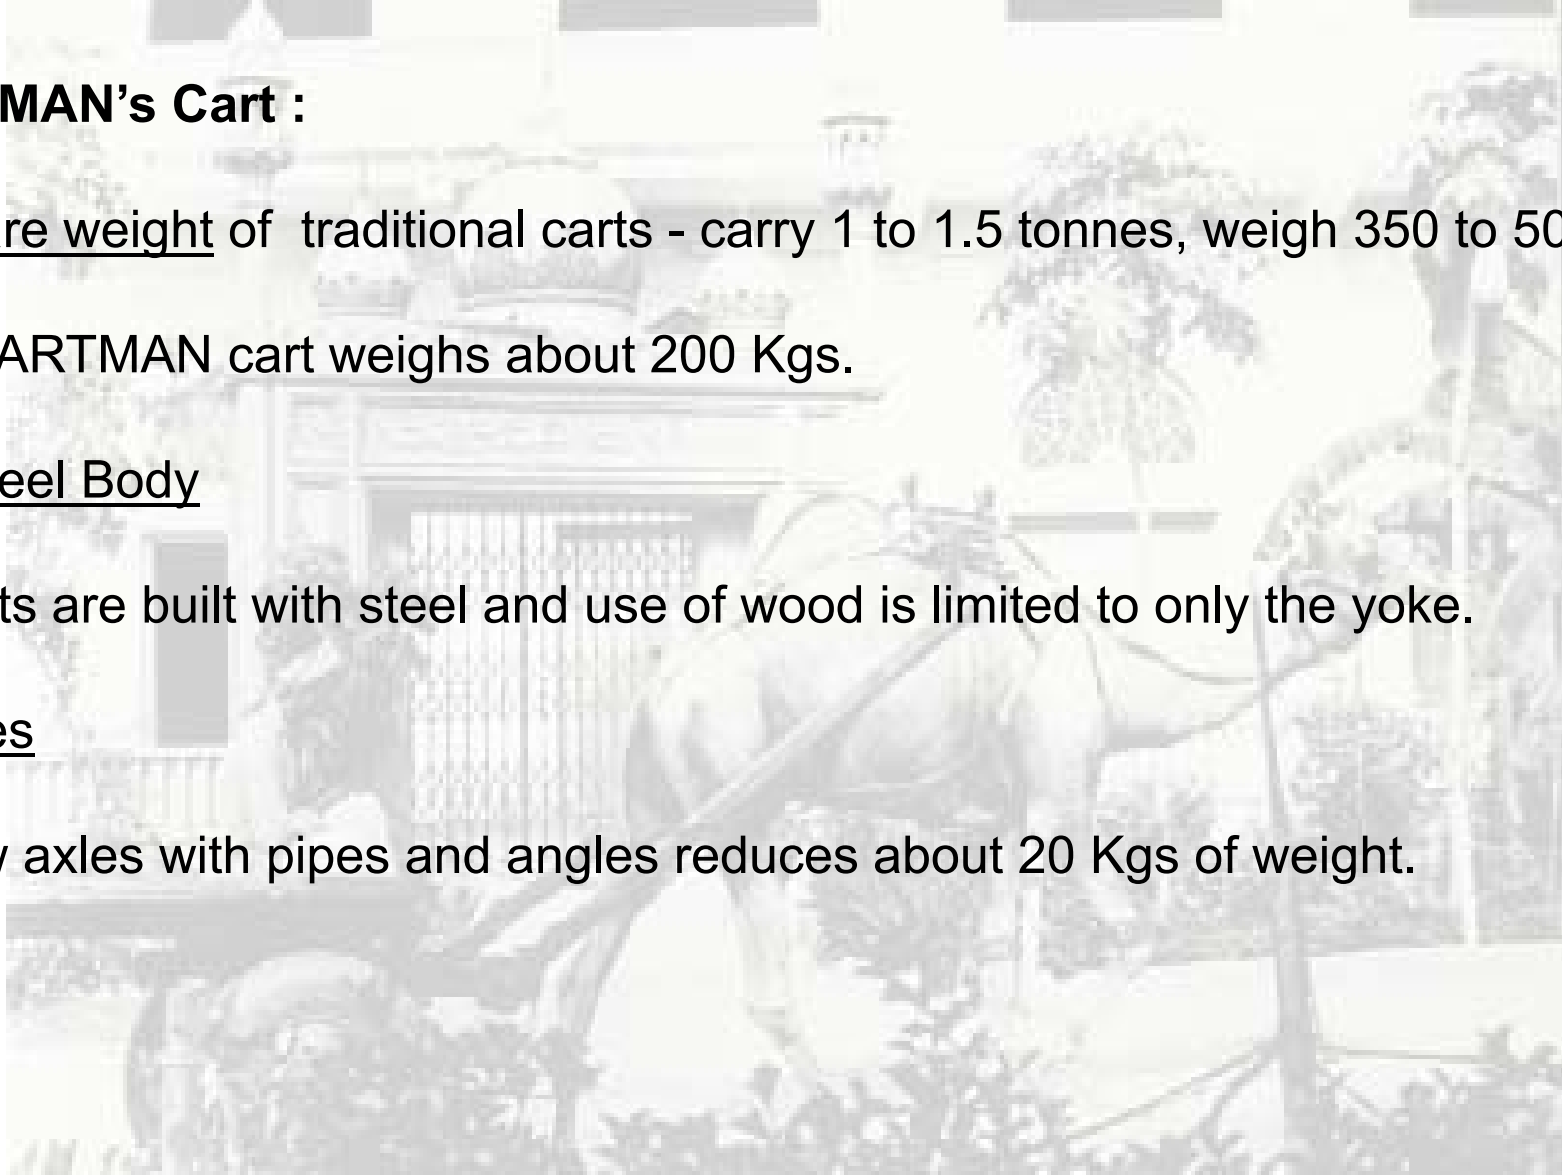 MAN’s Cart :
re weight of traditional carts - carry 1 to 1.5 tonnes, weigh 350 to 50
ARTMAN cart weighs about 200 Kgs.
eel Body
ts are built with steel and use of wood is limited to only the yoke.
es
axles with pipes and angles reduces about 20 Kgs of weight.